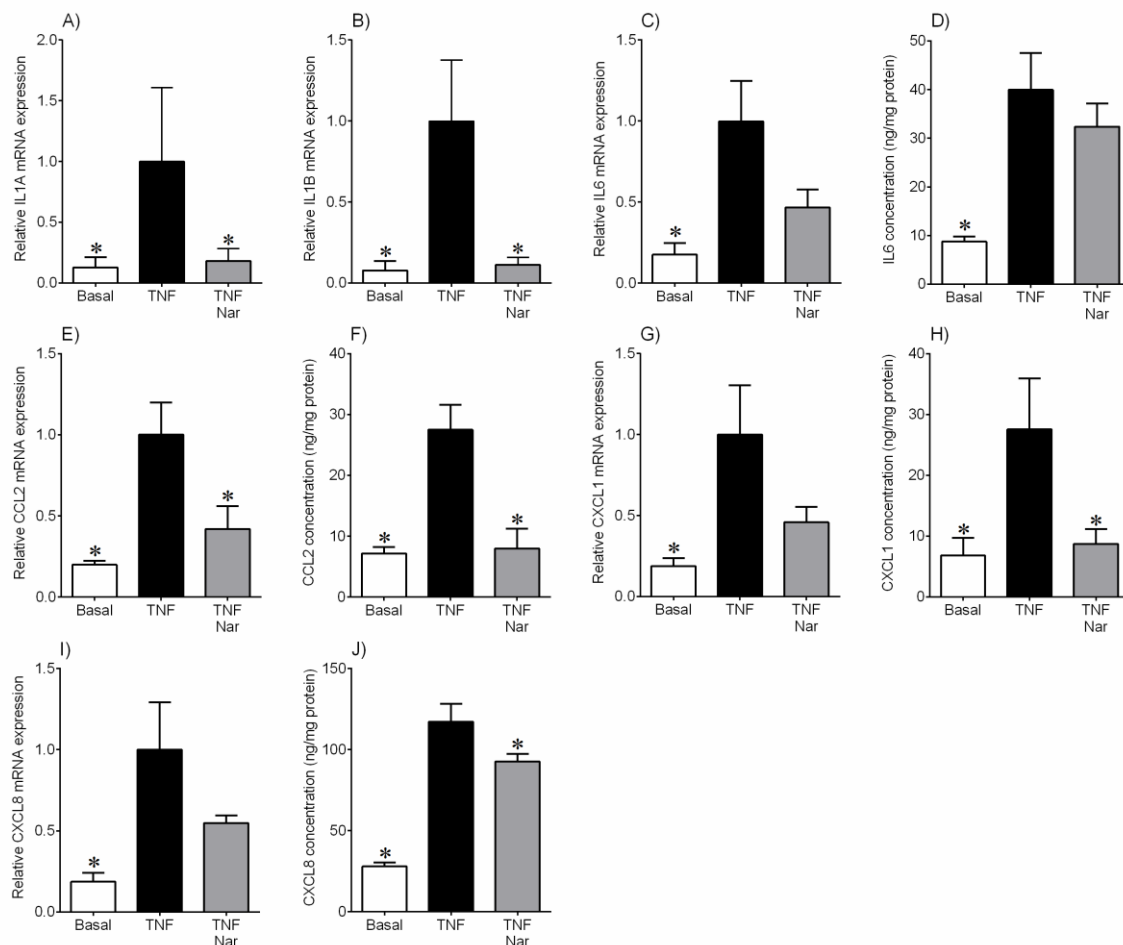 A)
Relative IL1A mRNA expression
2.0
1.5
1.0
0.5
0.0
*
*
Basal
TNF
TNF
Nar
B)
Relative IL1B mRNA expression
1.5
1.0
0.5
0.0
*
*
Basal
TNF
TNF
Nar
C)
Relative IL6 mRNA expression
1.5
1.0
0.5
0.0
*
Basal
TNF
TNF
Nar
D)
IL6 concentration (ng/mg protein)
50
40
30
20
10
0
*
Basal
TNF
TNF
Nar
E)
Relative CCL2 mRNA expression
1.5
1.0
0.5
0.0
*
*
Basal
TNF
TNF
Nar
F)
CCL2 concentration (ng/mg protein)
40
30
20
10
0
*
*
Basal
TNF
TNF
Nar
G)
Relative CXCL1 mRNA expression
1.5
1.0
0.5
0.0
*
Basal
TNF
TNF
Nar
H)
CXCL1 concentration (ng/mg protein)
40
30
20
10
0
*
*
Basal
TNF
TNF
Nar
I)
Relative CXCL8 mRNA expression
1.5
1.0
0.5
0.0
*
Basal
TNF
TNF
Nar
J)
CXCL8 concentration (ng/mg protein)
150
100
50
0
*
*
Basal
TNF
TNF
Nar